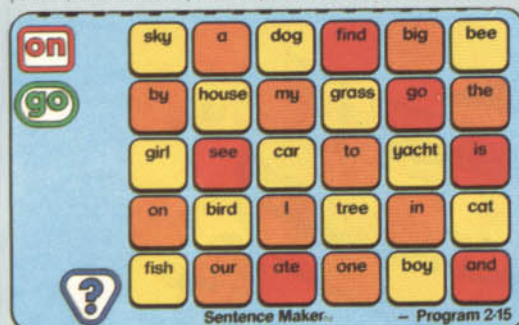 on sky a dog find big bee
go by house my grass go the
girl see car to yacht is
on bird I tree in cat
? fish our ate one boy and
Sentence Maker™ – Program 2-15